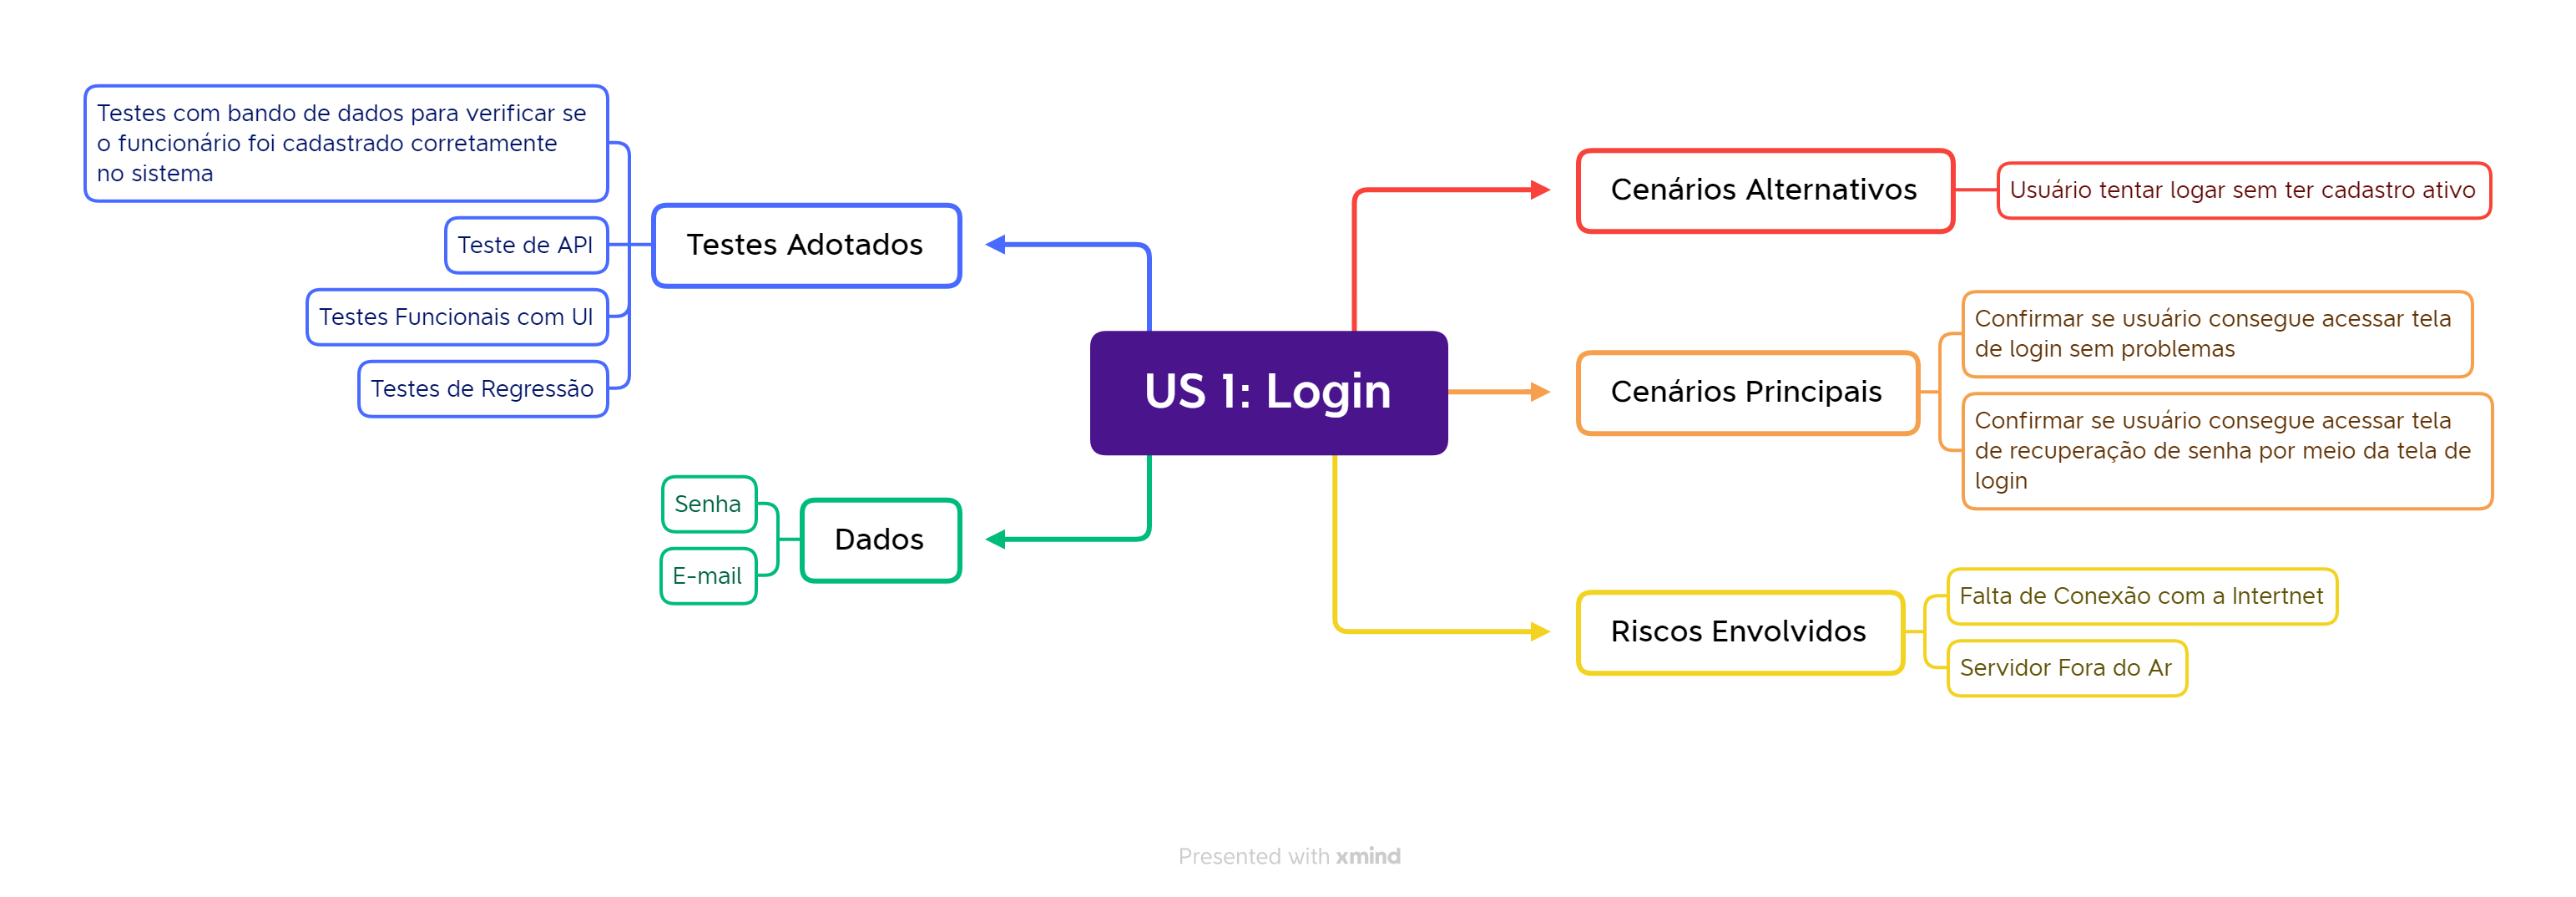 Testes com bando de dados para verificar se
o funcionário foi cadastrado corretamente
no sistema
Teste de API
Testes Funcionais com UI
Testes de Regressão
Testes Adotados
Senha
E-mail
Dados
US 1: Login
Cenários Alternativos
Usuário tentar logar sem ter cadastro ativo
Cenários Principais
Confirmar se usuário consegue acessar tela
de login sem problemas
Confirmar se usuário consegue acessar tela
de recuperação de senha por meio da tela de
login
Riscos Envolvidos
Falta de Conexão com a Intertnet
Servidor Fora do Ar
Presented with xmind